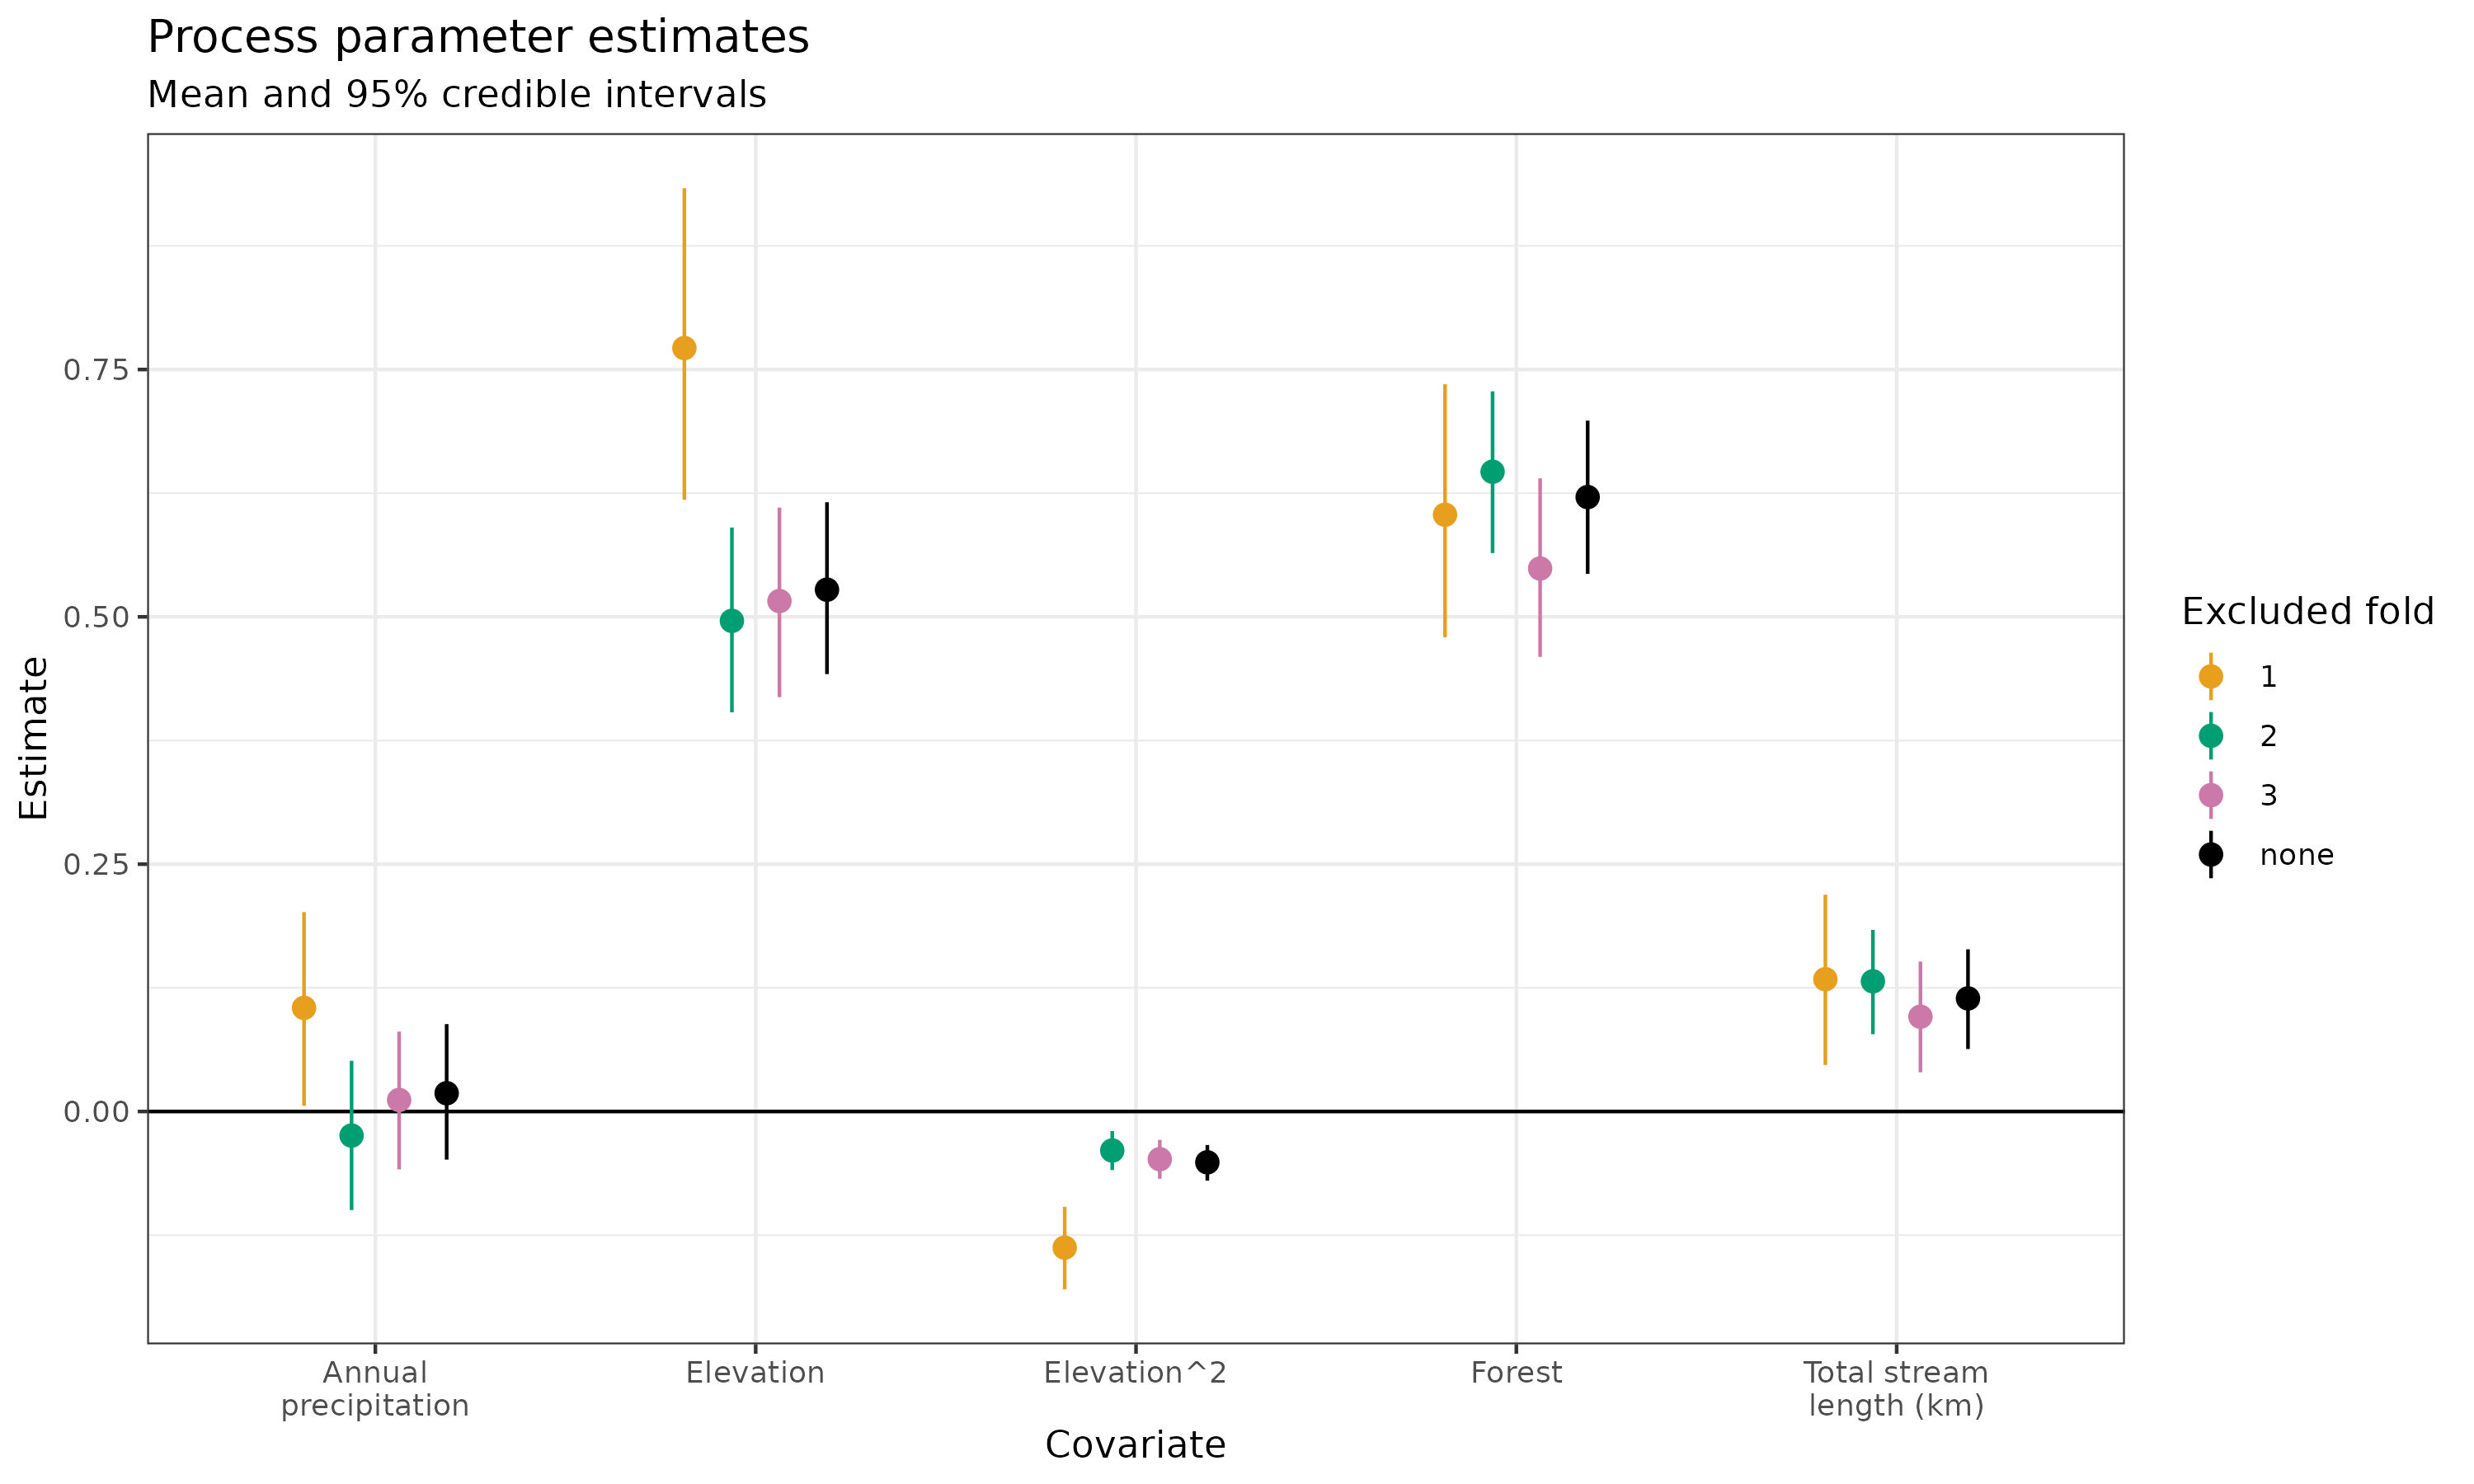 Process parameter estimates
Mean and 95% credible intervals
Estimate
0.75
0.50
0.25
0.00
Annual
precipitation
Elevation
Elevation^2
Forest
Total stream
length (km)
Covariate
Excluded fold
1
2
3
none